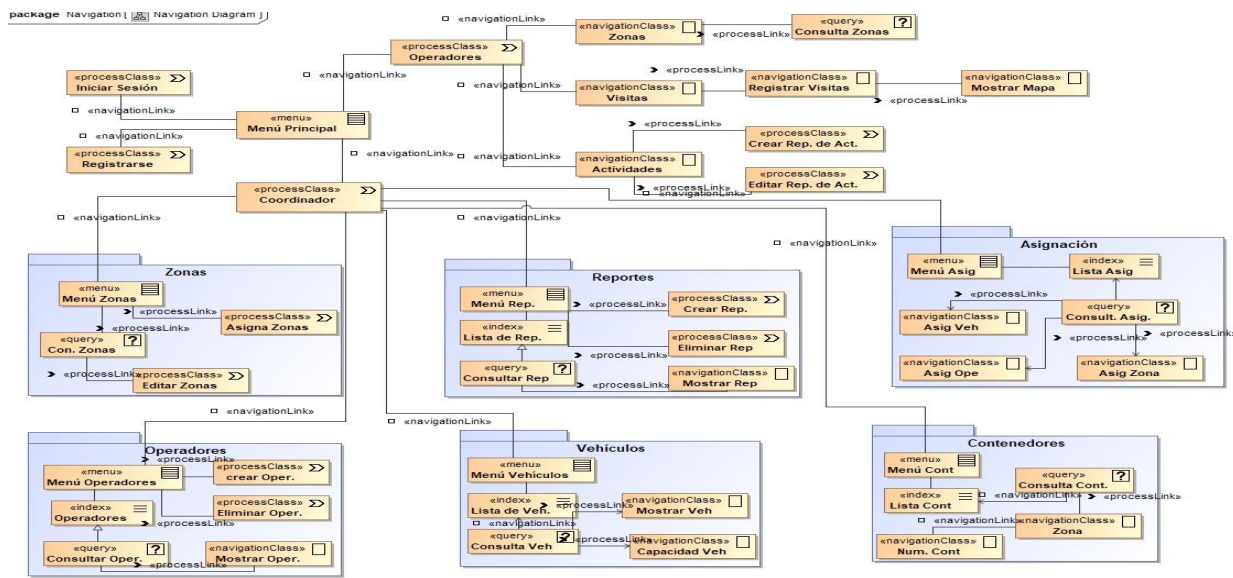 package Navigation [ Navigation Diagram ]
«navigationLink»
«navigationClass»
Zonas
«processLink»
«query» ?
Consulta Zonas
«processClass»
Operadores
«navigationLink»
«processClass»
Iniciar Sesión
«navigationLink»
«navigationLink»
«navigationClass»
Visitas
«processLink»
«navigationClass»
Registrar Visitas
«processLink»
«navigationClass»
Mostrar Mapa
«menu»
Menú Principal
«navigationLink»
«processClass»
Registrarse
«navigationLink»
«navigationLink»
«navigationClass»
Actividades
«processLink»
«processClass»
Crear Rep. de Act.
«processLink»
«navigationLink»
«processClass»
Editar Rep. de Act.
«processClass»
Coordinador
«navigationLink»
«navigationLink»
«navigationLink»
«navigationLink»
Zonas
«menu»
Menú Zonas
«processLink»
«processClass»
Asigna Zonas
«processLink»
«query» ?
Con. Zonas
«processLink»
«processClass»
Editar Zonas
Reportes
«menu»
Menú Rep.
«processLink»
«processClass»
Crear Rep.
«index»
Lista de Rep.
«processLink»
«processClass»
Eliminar Rep
«query» ?
Consultar Rep
«processLink»
«navigationClass»
Mostrar Rep
Asignación
«menu»
Menú Asig
«index»
Lista Asig
«processLink»
«query» ?
Consult. Asig.
«navigationClass»
Asig Veh
«processLink»
«processLink»
«navigationClass»
Asig Ope
«navigationClass»
Asig Zona
«navigationLink»
«navigationLink»
«navigationLink»
Operadores
«processLink»
«menu»
Menú Operadores
«processClass»
crear Oper.
«index»
Operadores
«processClass»
Eliminar Oper.
«processLink»
«query» ?
Consultar Oper.
«processLink»
«navigationClass»
Mostrar Oper.
Vehículos
«menu»
Menú Vehículos
«index»
Lista de Veh.
«processLink»
«navigationClass»
Mostrar Veh
«navigationLink»
«query» ?
Consulta Veh
«processLink»
«navigationClass»
Capacidad Veh
Contenedores
«menu»
Menú Cont
«query» ?
Consulta Cont.
«index»
Lista Cont
«navigationLink»
«processLink»
«navigationLink»
«navigationClass»
Zona
«navigationClass»
Num. Cont